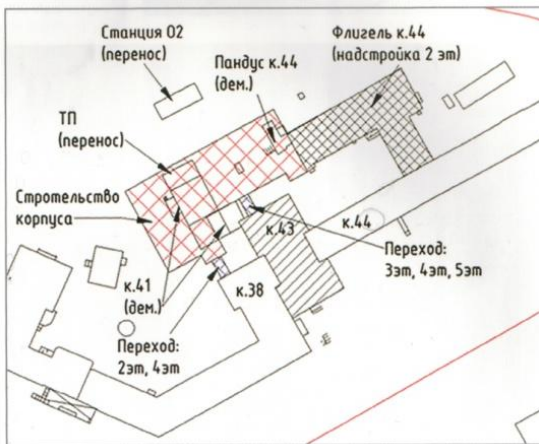 Станция О2
(перенос)
Пандус к.44
(дем.)
Флигель к.44
(надстройка 2 эт)
ТП
(перенос)
Стротельство
корпуса
к.41
(дем.)
Переход:
2эт, 4эт
к.38
к.43
к.44
Переход:
3эт, 4эт, 5эт